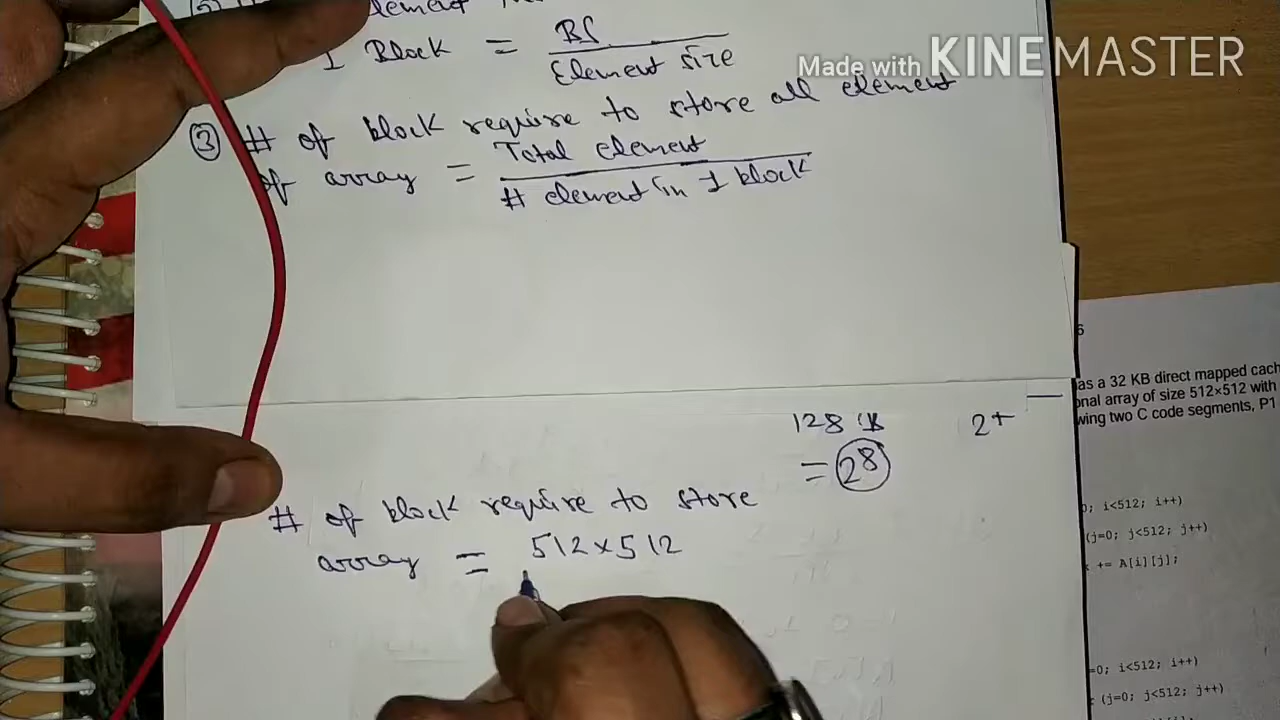 element
1 Block = BS
Element size
Made with KINEMASTER
③ # of block require to store all element
of array = Total element
# element in 1 block
as a 32 KB direct mapped cach
onal array of size 512×512 with
wing two C code segments, P1
128
2+
= 2⁸
# of block require to store
array = 512×512
; i<512; i++)
(j=0; j<512; j++)
+= A[i][j];
=0; i<512; i++)
(j=0; j<512; j++)